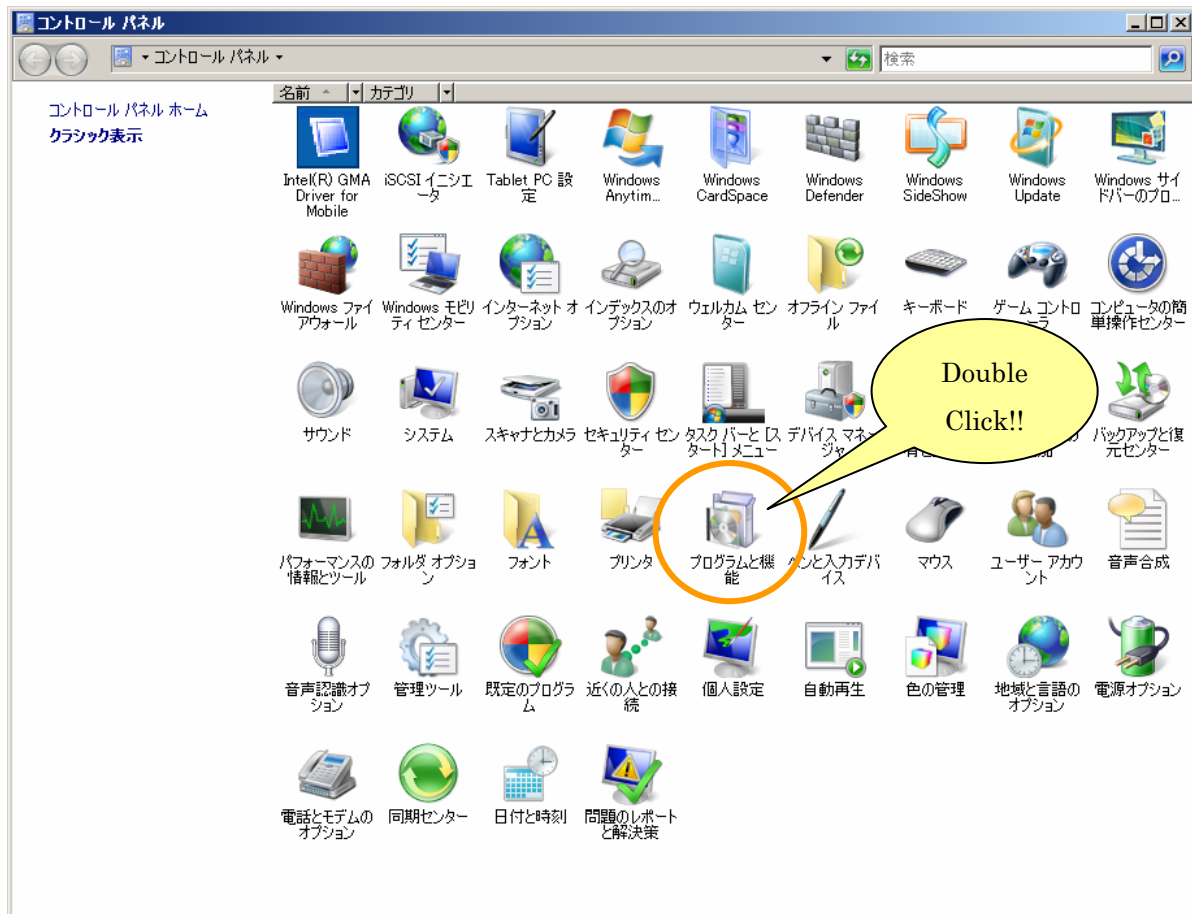 コントロール パネル
コントロール パネル
検索
コントロール パネル ホーム
クラシック表示
名前 カテゴリ
Intel(R) GMA
Driver for
Mobile
iSCSI イニシエ
ータ
Tablet PC 設
定
Windows
Anytim...
Windows
CardSpace
Windows
Defender
Windows
SideShow
Windows
Update
Windows サイ
ドバーのプロ...
Windows ファイ
アウォール
Windows モビリ
ティ センター
インターネット オ
プション
インデックスのオ
プション
ウェルカム セン
ター
オフライン ファイ
ル
キーボード
ゲーム コントロ
ーラ
コンピュータの簡
単操作センター
Double
Click!!
サウンド
システム
スキャナとカメラ
セキュリティ セン
ター
タスク バーと [ス
タート] メニュー
デバイス マネー
ジャ
バックアップと復
元センター
パフォーマンスの
情報とツール
フォルダ オプショ
ン
フォント
プリンタ
プログラムと機
能
ペンと入力デバ
イス
マウス
ユーザー アカウ
ント
音声合成
音声認識オプ
ション
管理ツール
既定のプログラ
ム
近くの人との接
続
個人設定
自動再生
色の管理
地域と言語の
オプション
電源オプション
電話とモデムの
オプション
同期センター
日付と時刻
問題のレポート
と解決策